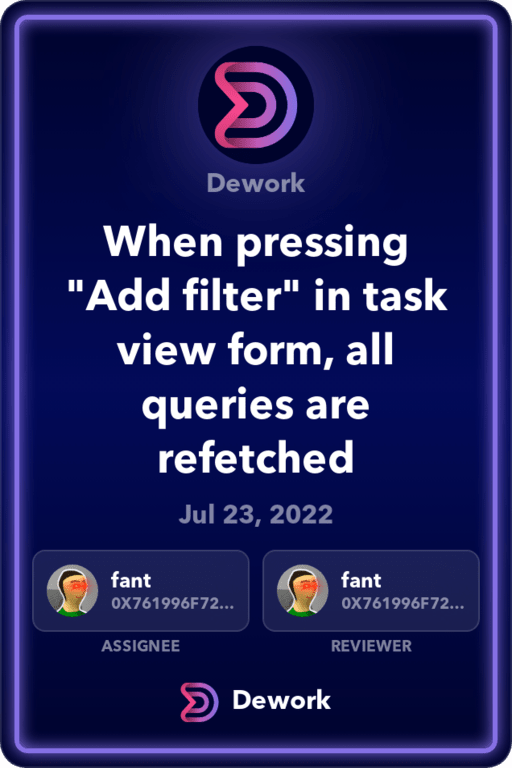 Dework
When pressing
"Add filter" in task
view form, all
queries are
refetched
Jul 23, 2022
fant
0X761996F72...
ASSIGNEE
fant
0X761996F72...
REVIEWER
Dework